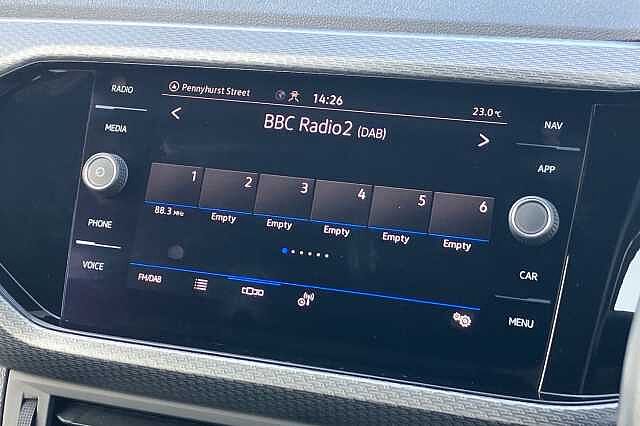 RADIO
MEDIA
PHONE
VOICE
Pennyhurst Street 14:26 23.0°C
< BBC Radio2 (DAB) >
1 2 3 4 5 6
88.3 MHz Empty Empty Empty Empty Empty
FM/DAB
NAV
APP
CAR
MENU